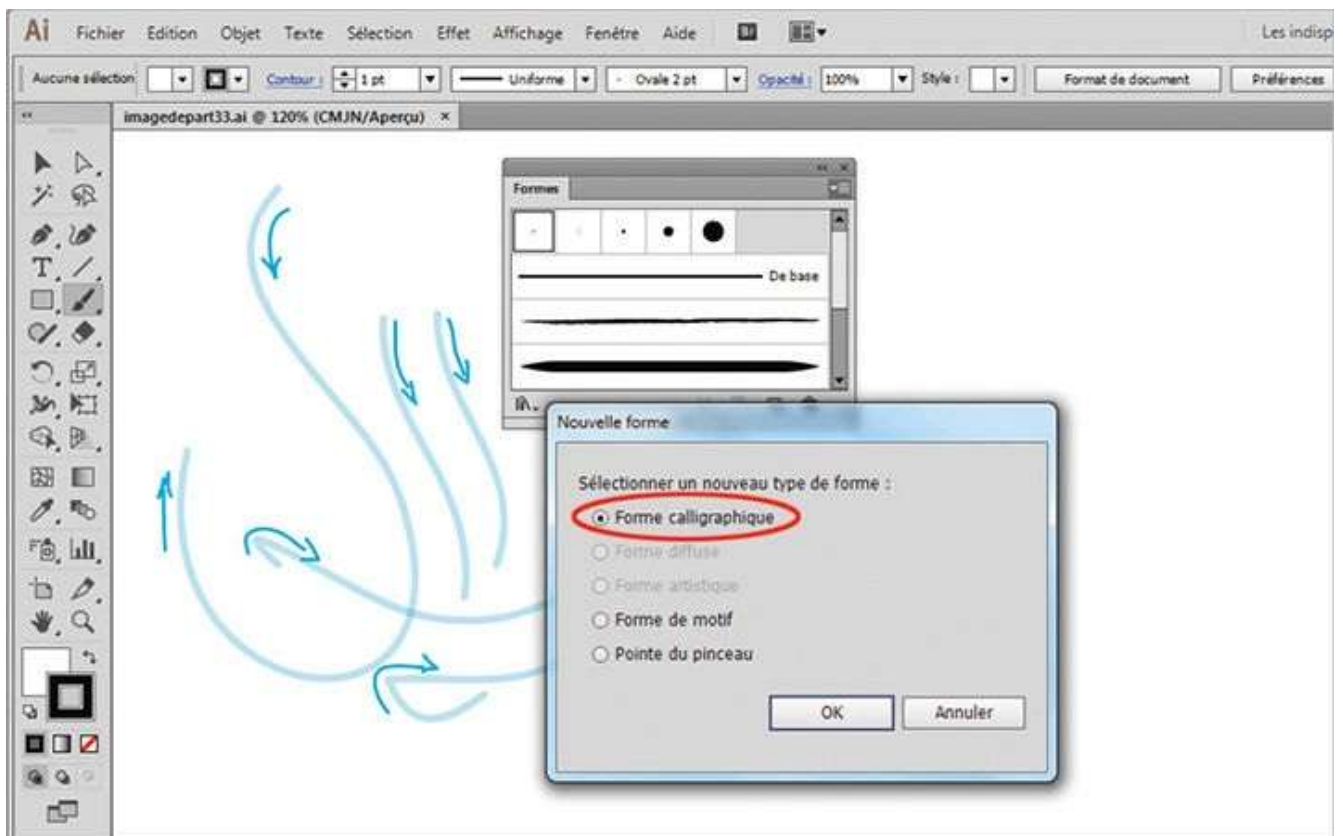 Ai Fichier Edition Objet Texte Sélection Effet Affichage Fenêtre Aide Br Les indisp
Aucune sélection Contour : 1 pt Uniforme Ovale 2 pt Opacité : 100% Style : Format de document Préférences
imagedepart33.ai @ 120% (CMJN/Aperçu) ×
Formes
De base
Nouvelle forme
Sélectionner un nouveau type de forme :
Forme calligraphique
Forme diffuse
Forme artistique
Forme de motif
Pointe du pinceau
OK Annuler